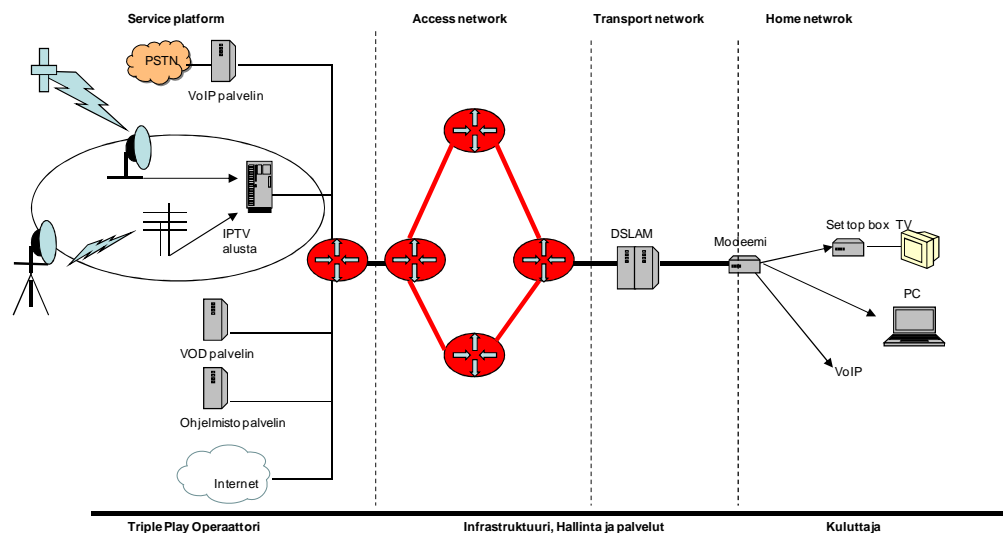 Service platform
Access network
Transport network
Home netwrok
PSTN
VoIP palvelin
IPTV
alusta
DSLAM
Modeemi
Set top box TV
PC
VoIP
VOD palvelin
Ohjelmisto palvelin
Internet
Triple Play Operaattori
Infrastruktuuri, Hallinta ja palvelut
Kuluttaja